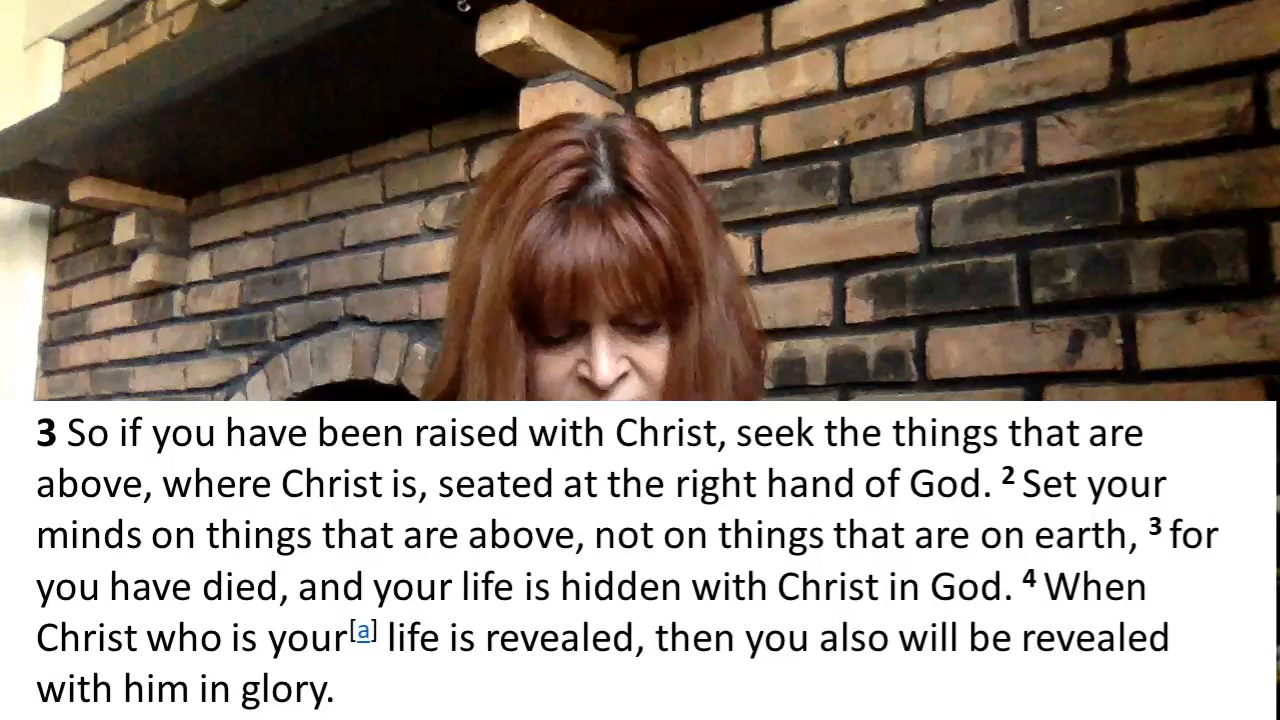 3 So if you have been raised with Christ, seek the things that are
above, where Christ is, seated at the right hand of God. 2 Set your
minds on things that are above, not on things that are on earth, 3 for
you have died, and your life is hidden with Christ in God. 4 When
Christ who is your[a] life is revealed, then you also will be revealed
with him in glory.